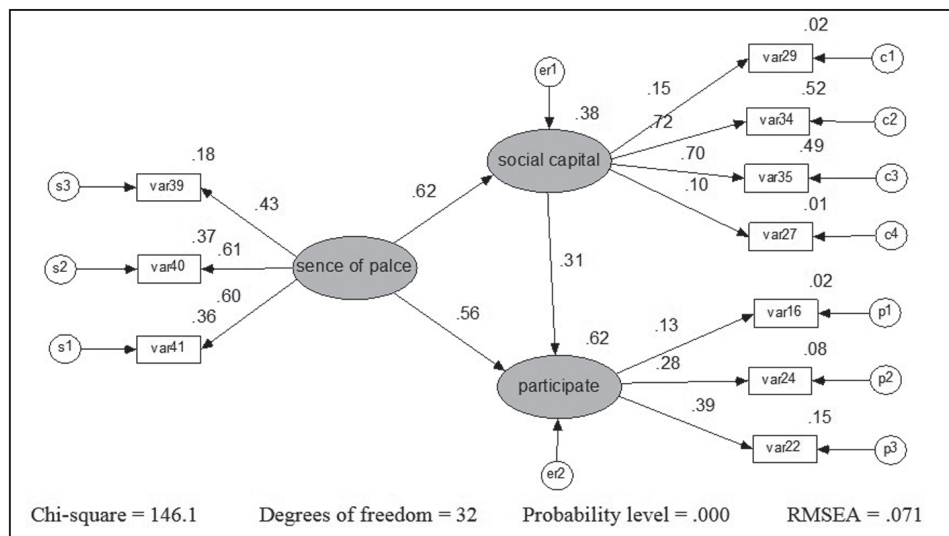 .02
var29
c1
er1
.15
.52
.38
.72
var34
c2
.18
social capital
.49
s3
var39
.70
var35
c3
.43
.62
.10
.01
var27
c4
.37
.61
s2
var40
sence of palce
.31
.60
.02
.36
.56
.13
var16
p1
s1
var41
.62
.28
.08
participate
var24
p2
.39
.15
var22
p3
er2
Chi-square = 146.1 Degrees of freedom = 32 Probability level = .000 RMSEA = .071